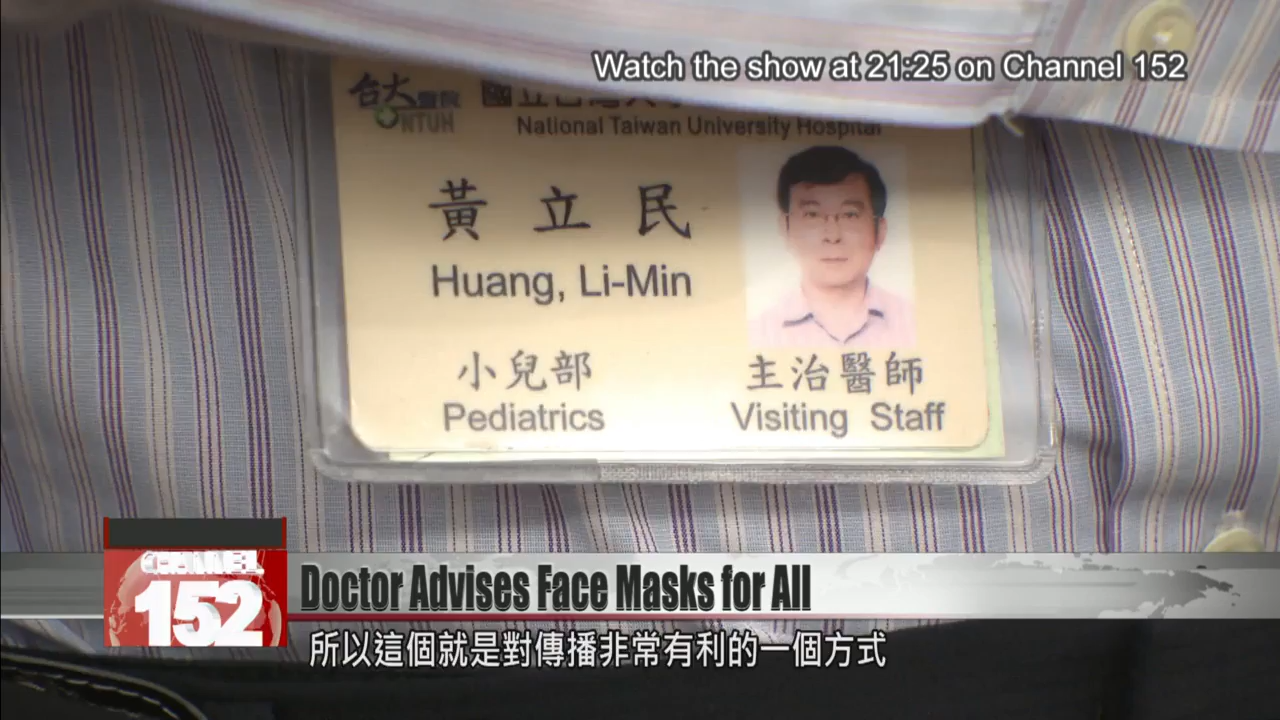 Watch the show at 21:25 on Channel 152
台大醫院
NTUH
National Taiwan University Hospital
黃立民
Huang, Li-Min
小兒部
Pediatrics
主治醫師
Visiting Staff
CHANNEL
152
Doctor Advises Face Masks for All
所以這個就是對傳播非常有利的一個方式